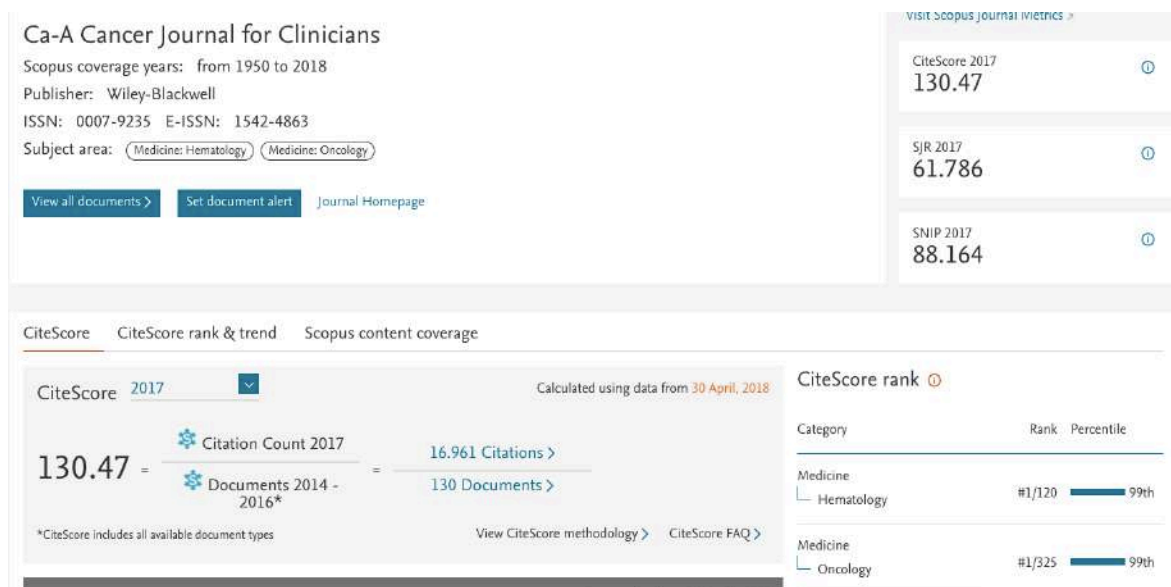 Visit Scopus Journal Metrics
Ca-A Cancer Journal for Clinicians
Scopus coverage years: from 1950 to 2018
Publisher: Wiley-Blackwell
ISSN: 0007-9235 E-ISSN: 1542-4863
Subject area: Medicine: Hematology Medicine: Oncology
View all documents > Set document alert Journal Homepage
CiteScore 2017
130.47
SJR 2017
61.786
SNIP 2017
88.164
CiteScore CiteScore rank & trend Scopus content coverage
CiteScore 2017
Calculated using data from 30 April, 2018
130.47 = Citation Count 2017 = 16.961 Citations >
Documents 2014 - 130 Documents >
2016*
*CiteScore includes all available document types
View CiteScore methodology > CiteScore FAQ >
CiteScore rank
Category Rank Percentile
Medicine
Hematology #1/120 99th
Medicine
Oncology #1/325 99th